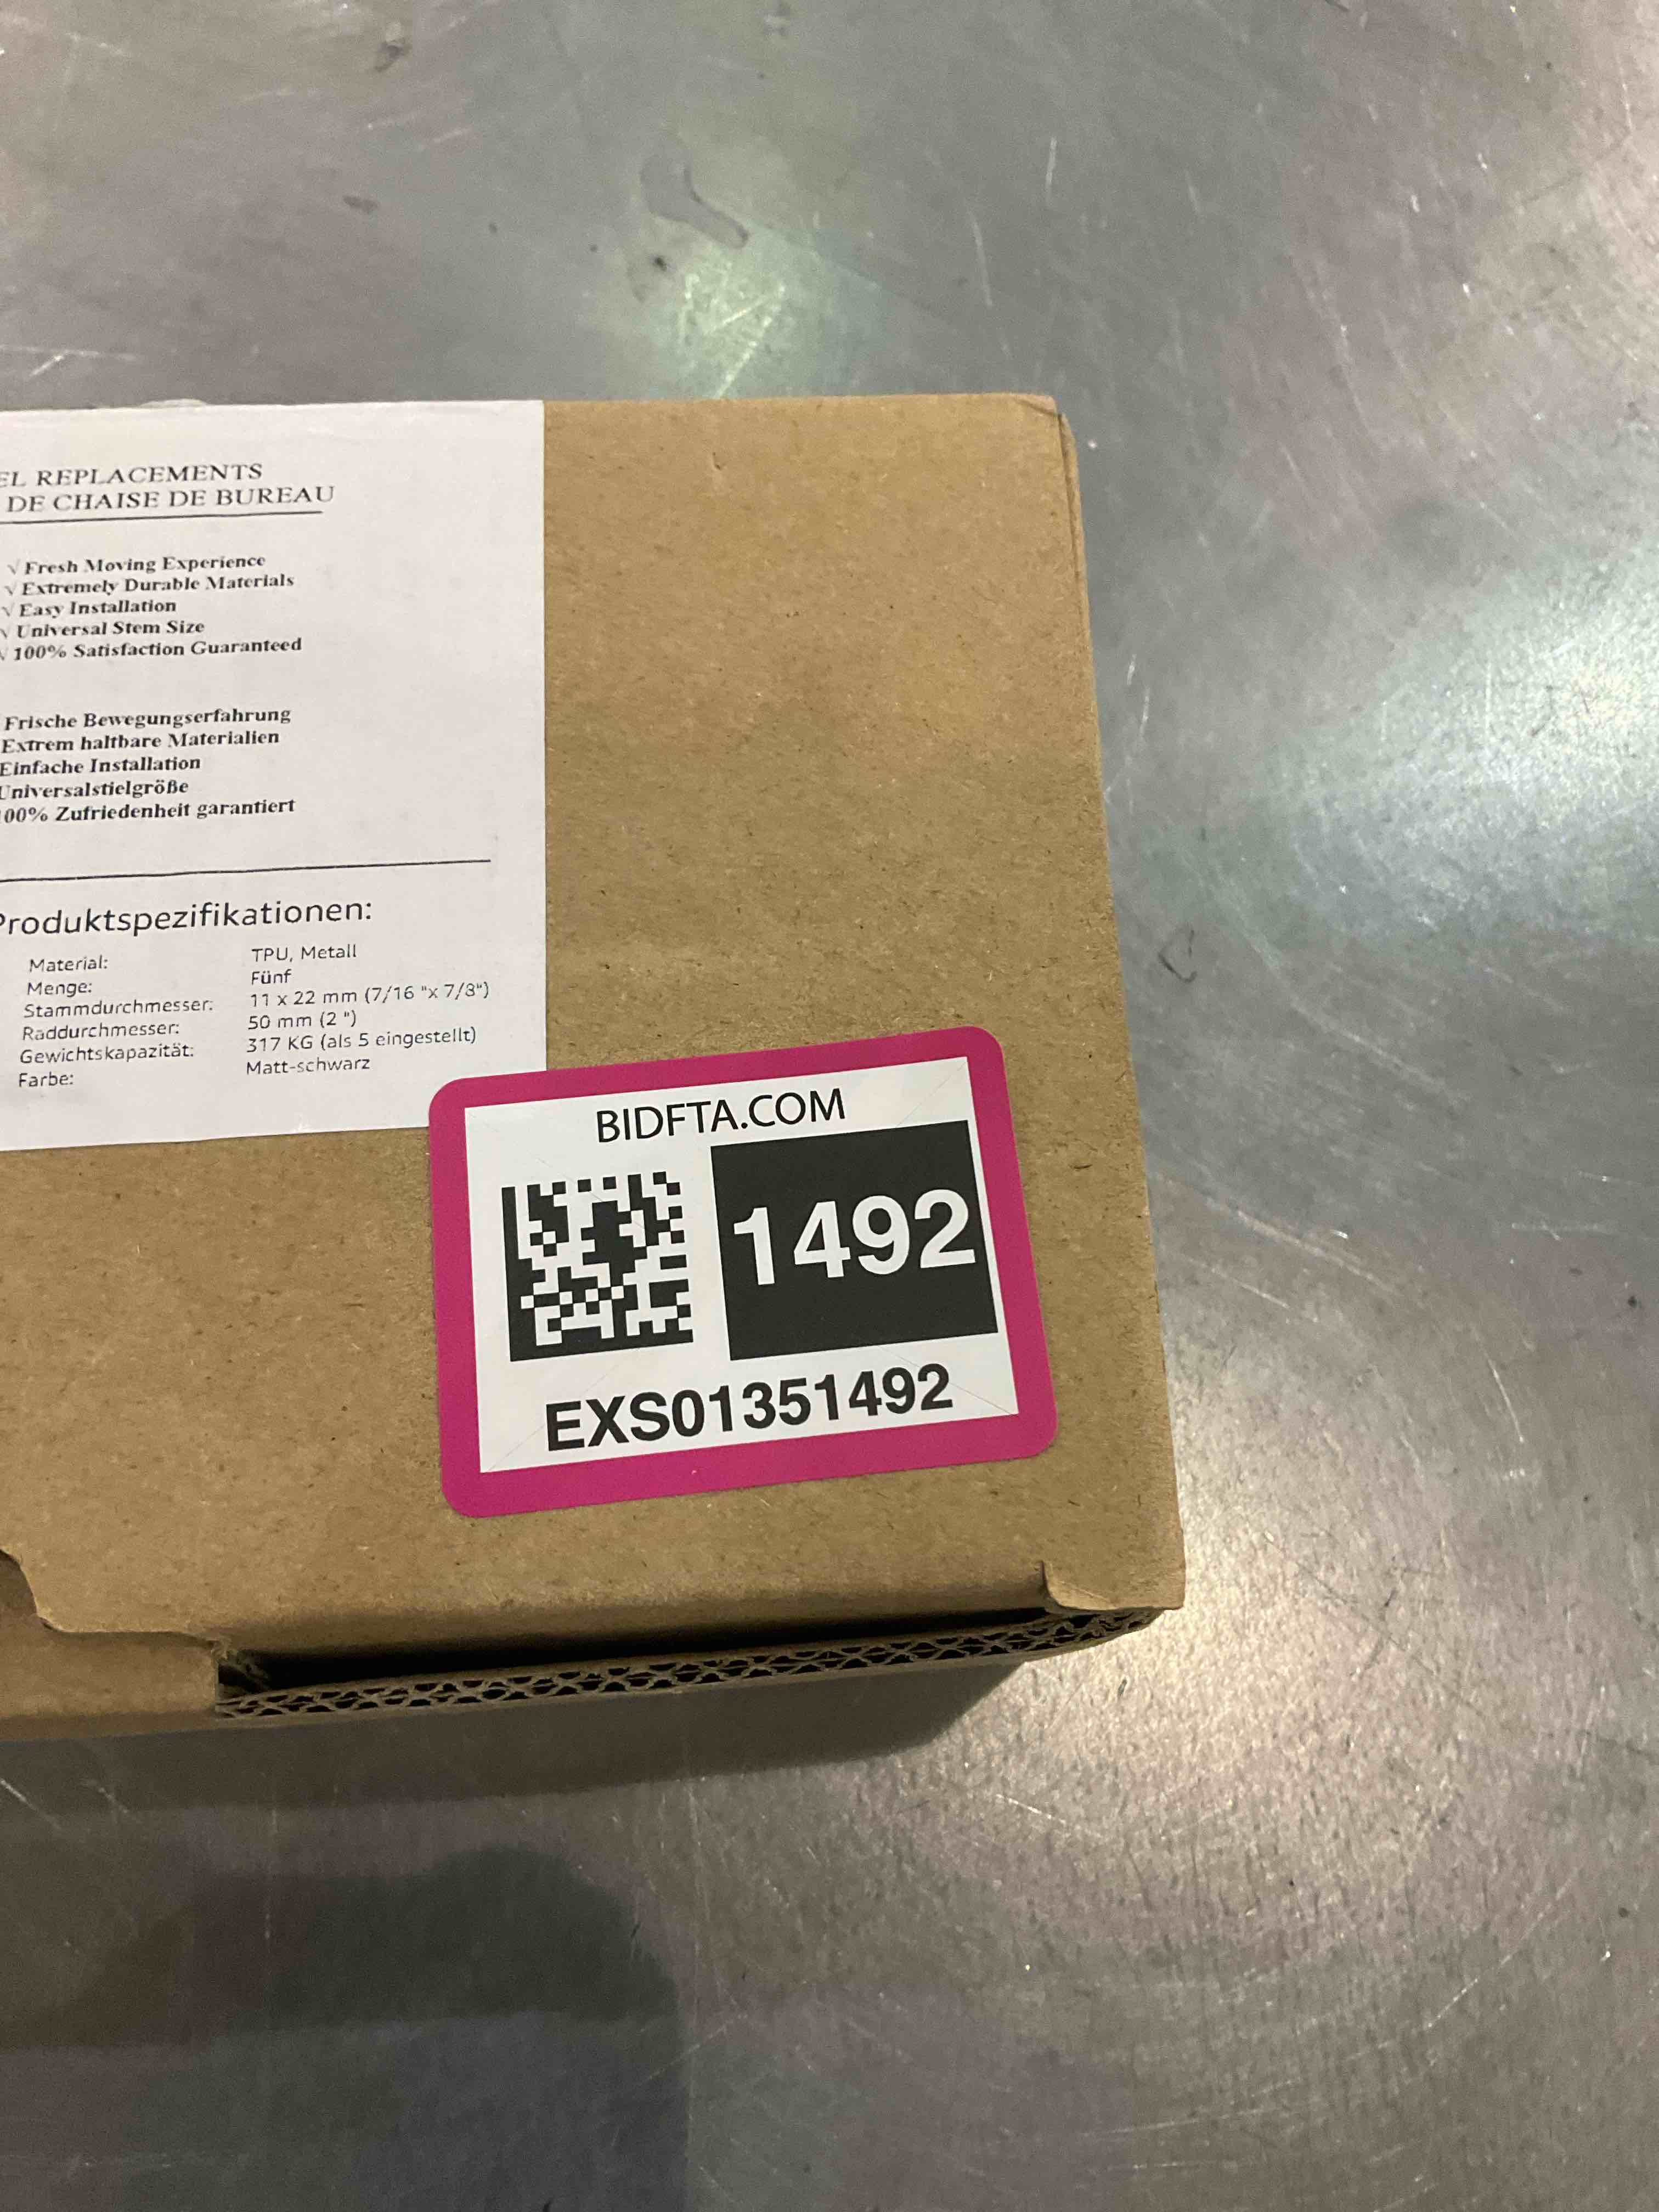 REPLACEMENTS
DE CHAISE DE BUREAU
√ Fresh Moving Experience
√ Extremely Durable Materials
√ Easy Installation
√ Universal Stem Size
√ 100% Satisfaction Guaranteed
Frische Bewegungserfahrung
Extrem haltbare Materialien
Einfache Installation
Universalstielgröße
100% Zufriedenheit garantiert
Produktspezifikationen:
Material: TPU, Metall
Menge: Fünf
Stammdurchmesser: 11 x 22 mm (7/16 "x 7/8")
Raddurchmesser: 50 mm (2 ")
Gewichtskapazität: 317 KG (als 5 eingestellt)
Farbe: Matt-schwarz
BIDFTA.COM
1492
EXS01351492